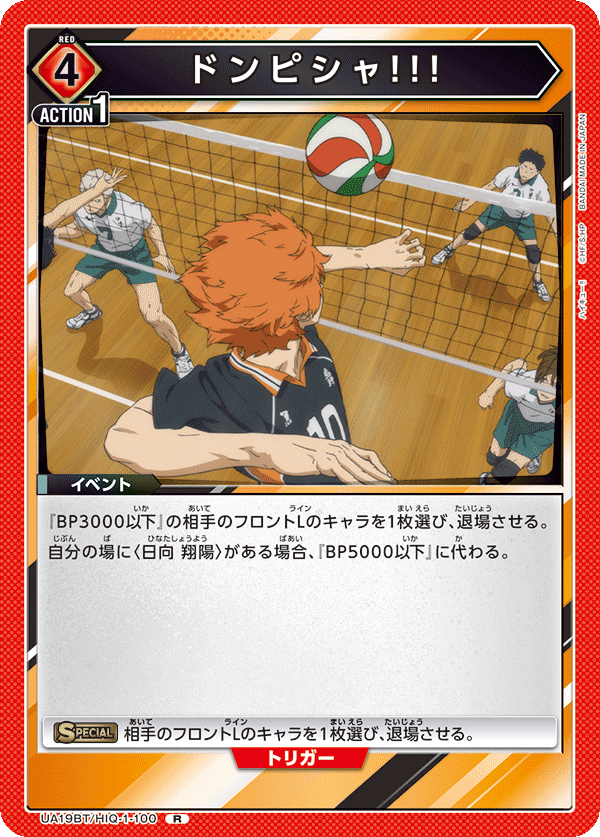 RED
4
ドンピシャ!!!
ACTION 1
7
10
ハイキュー!! ©HF/S,HP BANDAI MADE IN JAPAN
イベント
『BP3000以下』の相手のフロントLのキャラを1枚選び、退場させる。
自分の場に〈日向 翔陽〉がある場合、『BP5000以下』に代わる。
SPECIAL 相手のフロントLのキャラを1枚選び、退場させる。
トリガー
UA19BT/HIQ-1-100 R